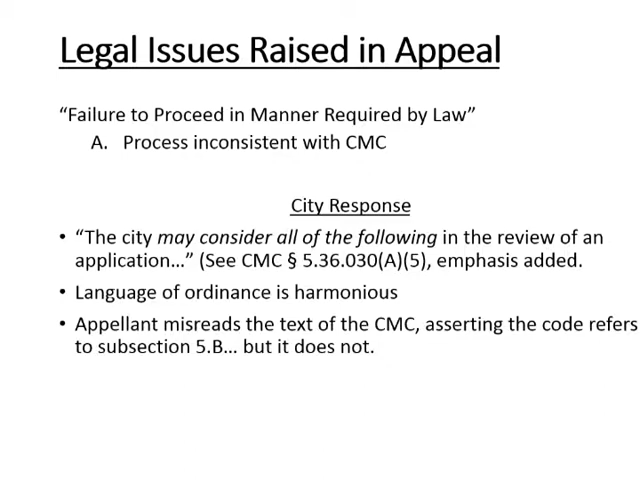 Legal Issues Raised in Appeal
“Failure to Proceed in Manner Required by Law”
A. Process inconsistent with CMC
City Response
• “The city may consider all of the following in the review of an
application…” (See CMC § 5.36.030(A)(5), emphasis added.
• Language of ordinance is harmonious
• Appellant misreads the text of the CMC, asserting the code refers
to subsection 5.B… but it does not.